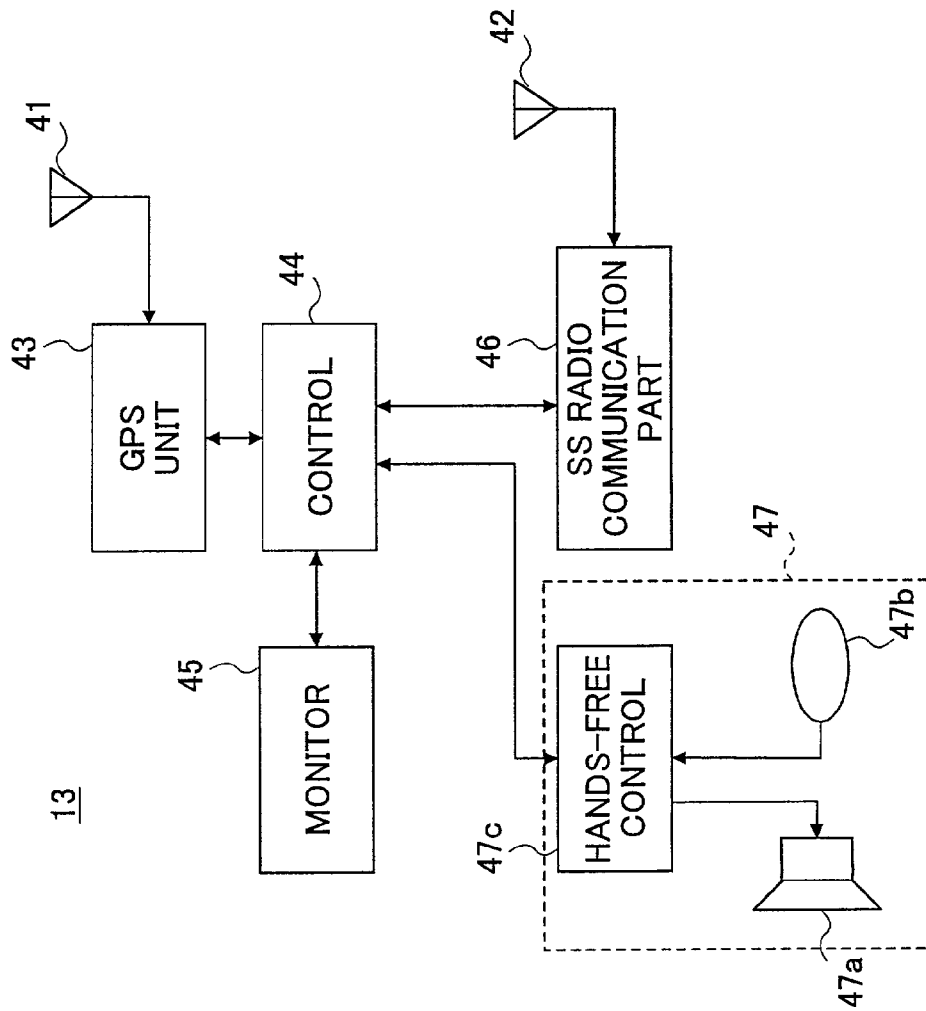 13
43
41
GPS
UNIT
45
44
MONITOR
CONTROL
47c
46
42
HANDS-FREE
CONTROL
SS RADIO
COMMUNICATION
PART
47
47a
47b